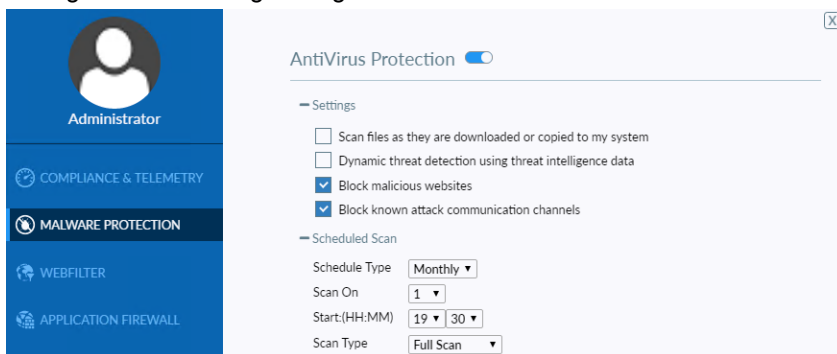 X
AntiVirus Protection
Administrator
COMPLIANCE & TELEMETRY
MALWARE PROTECTION
WEBFILTER
APPLICATION FIREWALL
Settings
Scan files as they are downloaded or copied to my system
Dynamic threat detection using threat intelligence data
Block malicious websites
Block known attack communication channels
Scheduled Scan
Schedule Type Monthly
Scan On 1
Start:(HH:MM) 19 30
Scan Type Full Scan